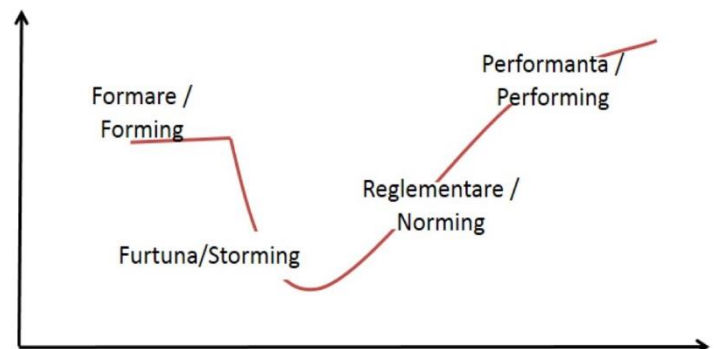 Formare /
Forming
Furtuna/Storming
Reglementare /
Norming
Performanta /
Performing